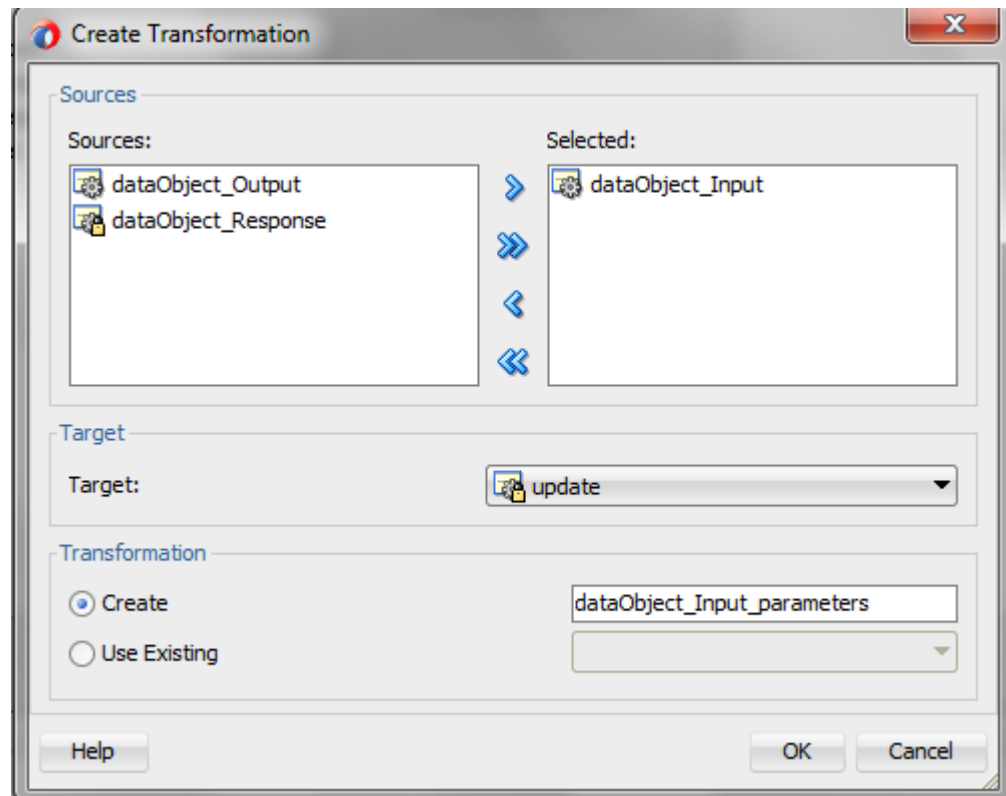 Create Transformation
Sources
Sources: Selected:
dataObject_Output dataObject_Input
dataObject_Response
Target
Target: update
Transformation
Create dataObject_Input_parameters
Use Existing
Help OK Cancel